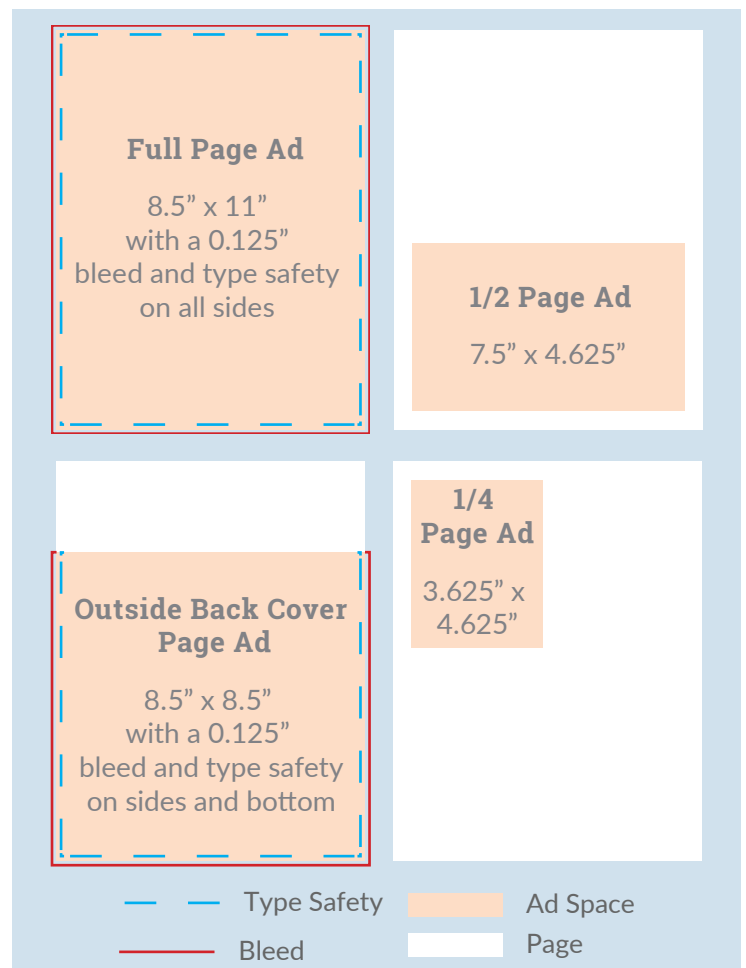 Full Page Ad
8.5” x 11”
with a 0.125”
bleed and type safety
on all sides
1/2 Page Ad
7.5” x 4.625”
Outside Back Cover
Page Ad
8.5” x 8.5”
with a 0.125”
bleed and type safety
on sides and bottom
1/4
Page Ad
3.625” x
4.625”
Type Safety
Ad Space
Bleed
Page